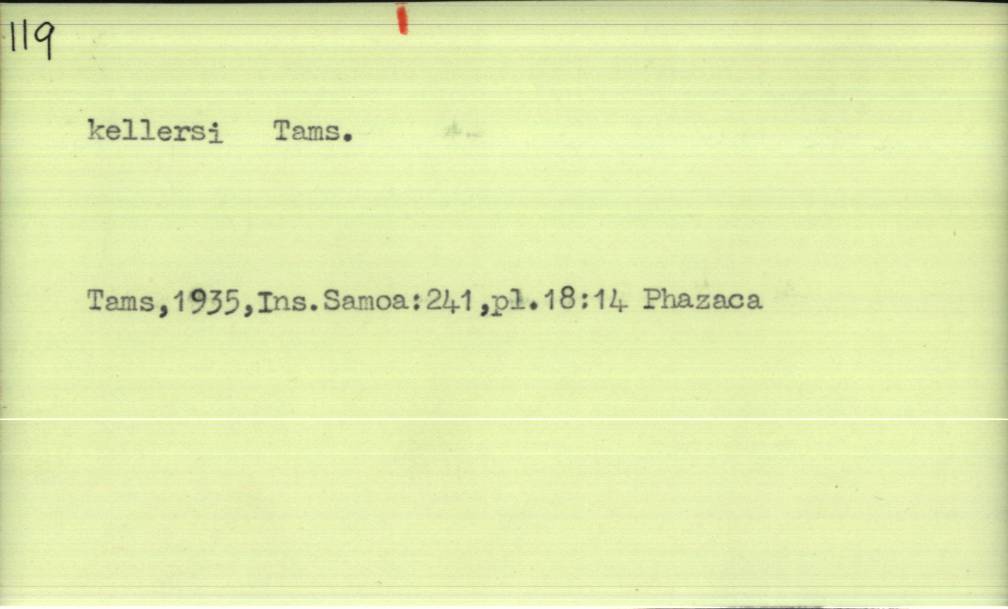 119
kellersi Tams.
Tams,1935,Ins.Samoa:241,pl.18:14 Phazaca